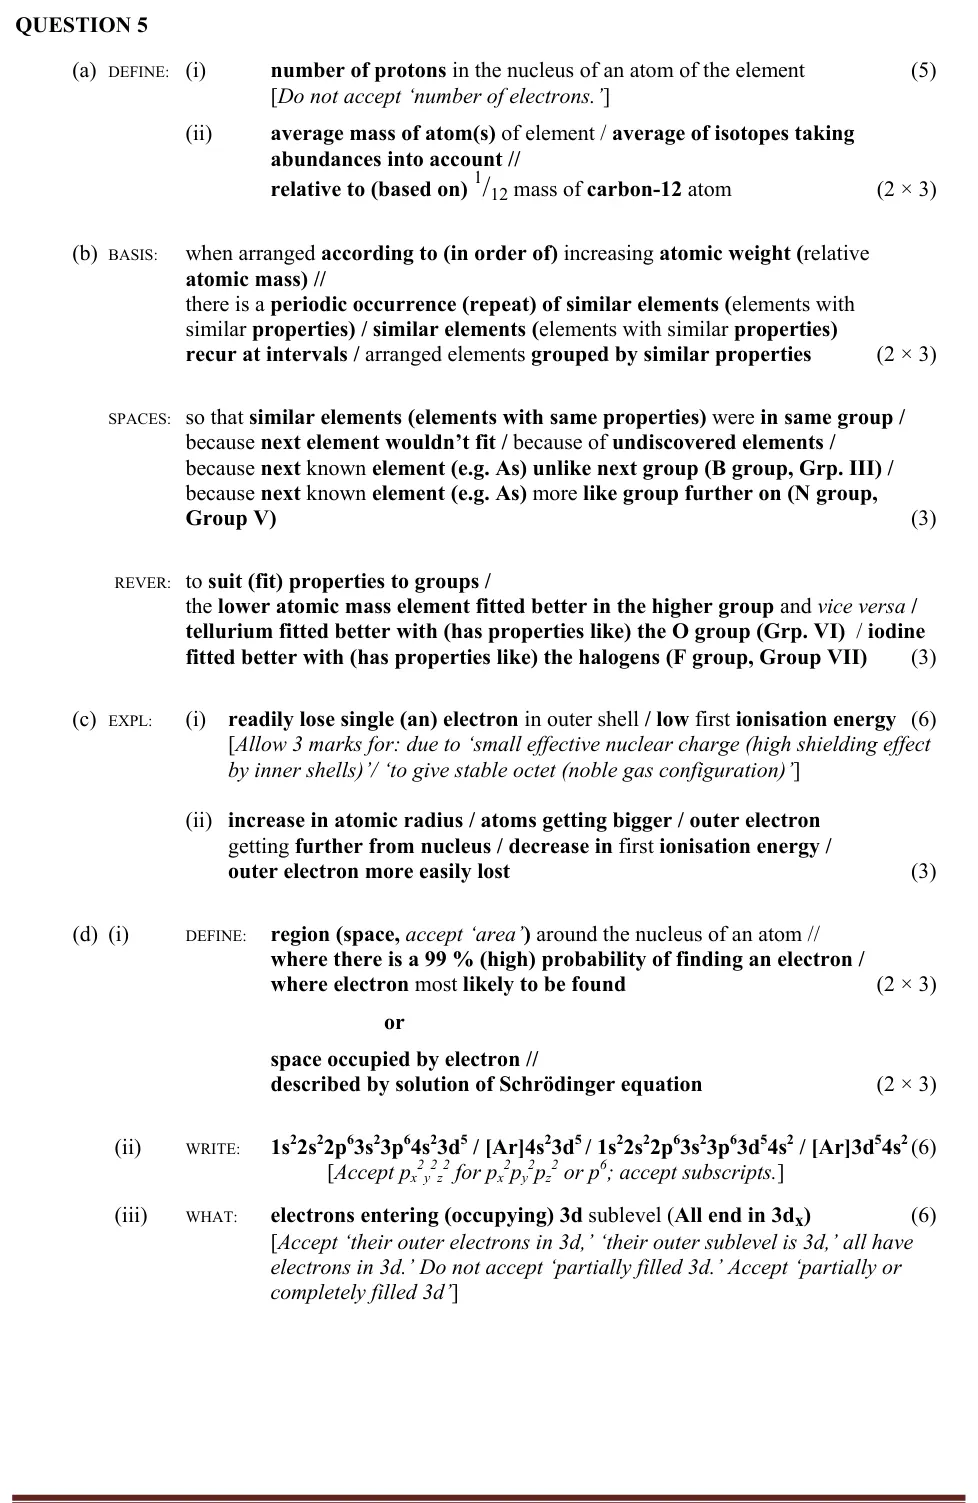 QUESTION 5
(a) DEFINE: (i) number of protons in the nucleus of an atom of the element (5)
[Do not accept ‘number of electrons.’]
(ii) average mass of atom(s) of element / average of isotopes taking
abundances into account //
relative to (based on) 1/12 mass of carbon-12 atom (2 × 3)
(b) BASIS: when arranged according to (in order of) increasing atomic weight (relative
atomic mass) //
there is a periodic occurrence (repeat) of similar elements (elements with
similar properties) / similar elements (elements with similar properties)
recur at intervals / arranged elements grouped by similar properties (2 × 3)
SPACES: so that similar elements (elements with same properties) were in same group /
because next element wouldn’t fit / because of undiscovered elements /
because next known element (e.g. As) unlike next group (B group, Grp. III) /
because next known element (e.g. As) more like group further on (N group,
Group V) (3)
REVER: to suit (fit) properties to groups /
the lower atomic mass element fitted better in the higher group and vice versa /
tellurium fitted better with (has properties like) the O group (Grp. VI) / iodine
fitted better with (has properties like) the halogens (F group, Group VII) (3)
(c) EXPL: (i) readily lose single (an) electron in outer shell / low first ionisation energy (6)
[Allow 3 marks for: due to ‘small effective nuclear charge (high shielding effect
by inner shells)’/ ‘to give stable octet (noble gas configuration)’]
(ii) increase in atomic radius / atoms getting bigger / outer electron
getting further from nucleus / decrease in first ionisation energy /
outer electron more easily lost (3)
(d) (i) DEFINE: region (space, accept ‘area’) around the nucleus of an atom //
where there is a 99 % (high) probability of finding an electron /
where electron most likely to be found (2 × 3)
or
space occupied by electron //
described by solution of Schrödinger equation (2 × 3)
(ii) WRITE: 1s²2s²2p⁶3s²3p⁶4s²3d⁵ / [Ar]4s²3d⁵ / 1s²2s²2p⁶3s²3p⁶3d⁵4s² / [Ar]3d⁵4s² (6)
[Accept pₓ²ᵧ²z² for pₓ²pᵧ²pz² or p⁶; accept subscripts.]
(iii) WHAT: electrons entering (occupying) 3d sublevel (All end in 3dₓ) (6)
[Accept ‘their outer electrons in 3d,’ ‘their outer sublevel is 3d,’ all have
electrons in 3d.’ Do not accept ‘partially filled 3d.’ Accept ‘partially or
completely filled 3d’]